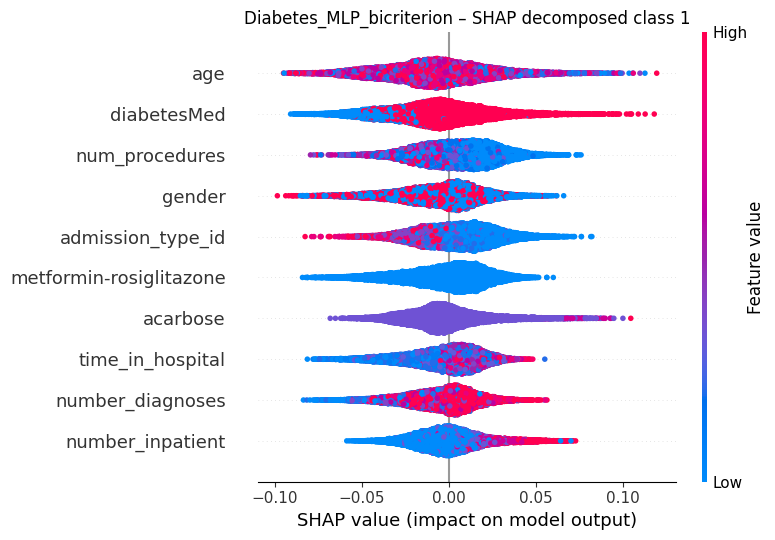 Diabetes_MLP_bicriterion – SHAP decomposed class 1
High
age
diabetesMed
num_procedures
gender
admission_type_id
metformin-rosiglitazone
acarbose
time_in_hospital
number_diagnoses
number_inpatient
Feature value
Low
−0.10 −0.05 0.00 0.05 0.10
SHAP value (impact on model output)